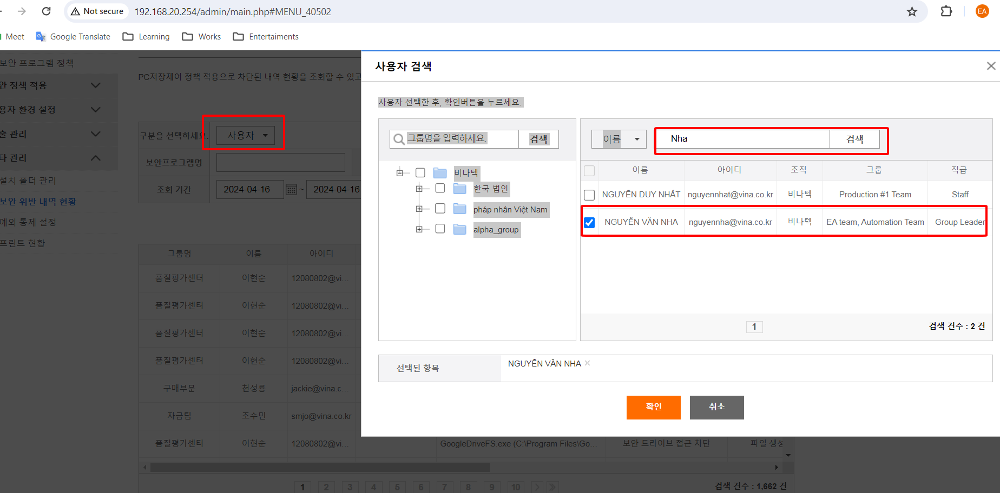 Not secure 192.168.20.254/admin/main.php#MENU_40502 EA
Meet Google Translate Learning Works Entertaiments
보안 프로그램 정책
안 정책 적용
용자 환경 설정
출 관리
타 관리
설치 폴더 관리
보안 위반 내역 현황
예외 통제 설정
프린트 현황
PC저장제어 정책 적용으로 차단된 내역 현황을 조회할 수 있고
구분을 선택하세요. 사용자
보안프로그램명
조회 기간 2024-04-16 ~ 2024-04-16
그룹명 이름 아이디
품질평가센터 이현순 12080802@vi...
품질평가센터 이현순 12080802@vi...
품질평가센터 이현순 12080802@vi...
품질평가센터 이현순 12080802@vi...
구매부문 천성룡 jackie@vina.c...
자금팀 조수민 smjo@vina.co.kr
품질평가센터 이현순 12080802@vi... GoogleDriveFS.exe (C:\Program Files\Go... 보안 드라이브 접근 차단 파일 생성
1 2 3 4 5 6 7 8 9 10 검색 건수 : 1,662 건
사용자 검색
사용자 선택한 후, 확인버튼을 누르세요.
그룹명을 입력하세요. 검색
비나텍
한국 법인
pháp nhân Việt Nam
alpha_group
이름 Nha 검색
이름 아이디 조직 그룹 직급
NGUYỄN DUY NHẤT nguyennhat@vina.co.kr 비나텍 Production #1 Team Staff
NGUYỄN VĂN NHA nguyennha@vina.co.kr 비나텍 EA team, Automation Team Group Leader
1 검색 건수 : 2 건
선택된 항목 NGUYỄN VĂN NHA
확인 취소